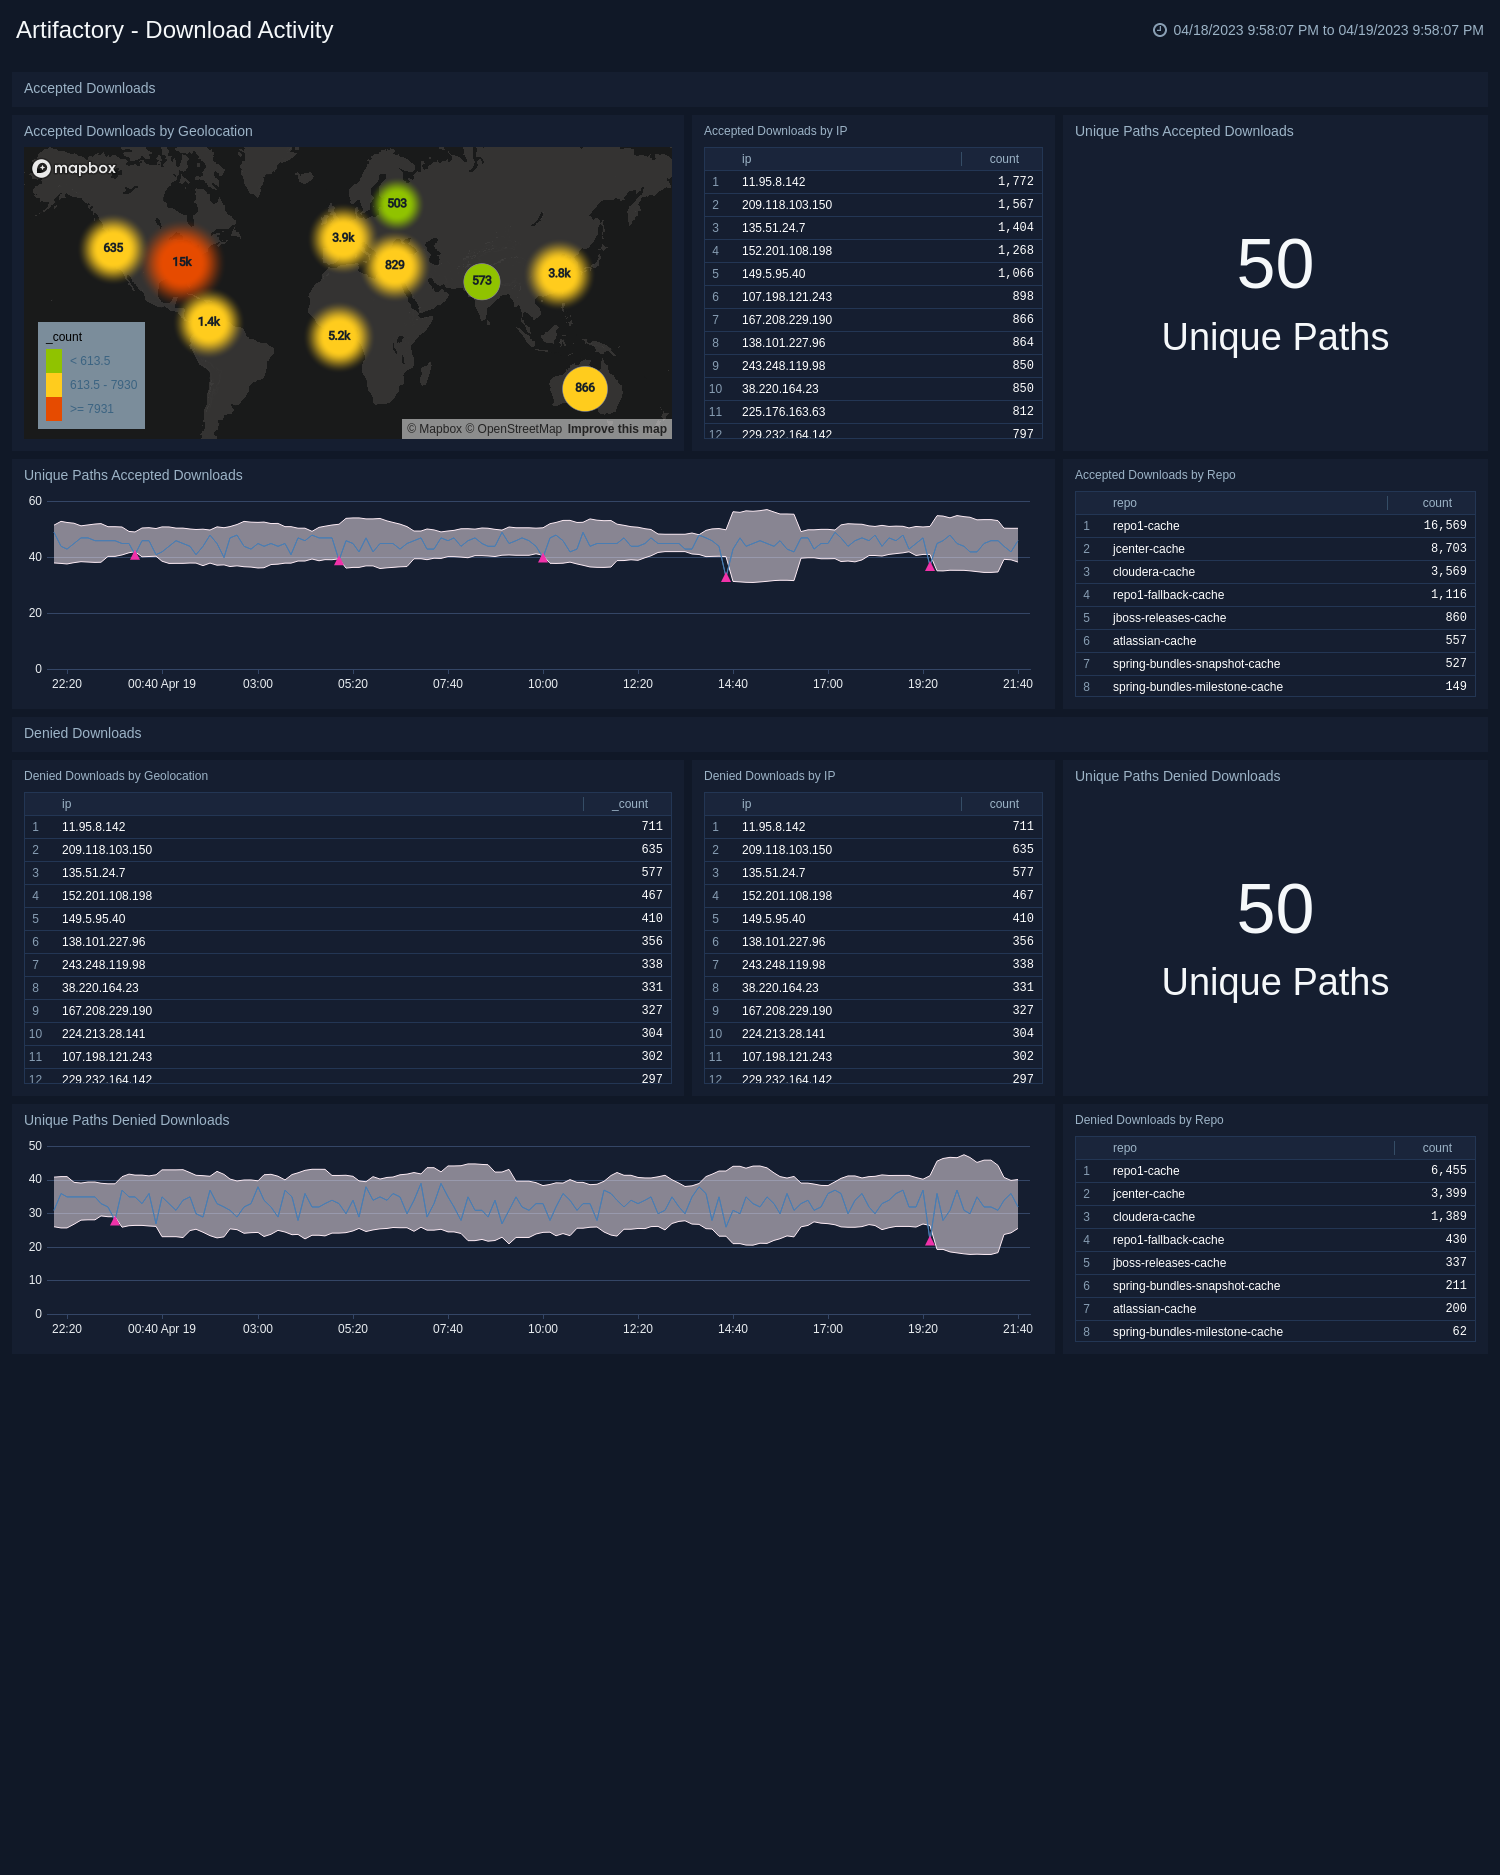 Artifactory - Download Activity
04/18/2023 9:58:07 PM to 04/19/2023 9:58:07 PM
Accepted Downloads
Accepted Downloads by Geolocation
mapbox
503
3.9k
635
15k
829
573
3.8k
1.4k
5.2k
866
_count
< 613.5
613.5 - 7930
>= 7931
© Mapbox © OpenStreetMap Improve this map
Accepted Downloads by IP
ip count
1 11.95.8.142 1,772
2 209.118.103.150 1,567
3 135.51.24.7 1,404
4 152.201.108.198 1,268
5 149.5.95.40 1,066
6 107.198.121.243 898
7 167.208.229.190 866
8 138.101.227.96 864
9 243.248.119.98 850
10 38.220.164.23 850
11 225.176.163.63 812
12 229.232.164.142 797
Unique Paths Accepted Downloads
50
Unique Paths
Unique Paths Accepted Downloads
60
40
20
0
22:20 00:40 Apr 19 03:00 05:20 07:40 10:00 12:20 14:40 17:00 19:20 21:40
Accepted Downloads by Repo
repo count
1 repo1-cache 16,569
2 jcenter-cache 8,703
3 cloudera-cache 3,569
4 repo1-fallback-cache 1,116
5 jboss-releases-cache 860
6 atlassian-cache 557
7 spring-bundles-snapshot-cache 527
8 spring-bundles-milestone-cache 149
Denied Downloads
Denied Downloads by Geolocation
ip _count
1 11.95.8.142 711
2 209.118.103.150 635
3 135.51.24.7 577
4 152.201.108.198 467
5 149.5.95.40 410
6 138.101.227.96 356
7 243.248.119.98 338
8 38.220.164.23 331
9 167.208.229.190 327
10 224.213.28.141 304
11 107.198.121.243 302
12 229.232.164.142 297
Denied Downloads by IP
ip count
1 11.95.8.142 711
2 209.118.103.150 635
3 135.51.24.7 577
4 152.201.108.198 467
5 149.5.95.40 410
6 138.101.227.96 356
7 243.248.119.98 338
8 38.220.164.23 331
9 167.208.229.190 327
10 224.213.28.141 304
11 107.198.121.243 302
12 229.232.164.142 297
Unique Paths Denied Downloads
50
Unique Paths
Unique Paths Denied Downloads
50
40
30
20
10
0
22:20 00:40 Apr 19 03:00 05:20 07:40 10:00 12:20 14:40 17:00 19:20 21:40
Denied Downloads by Repo
repo count
1 repo1-cache 6,455
2 jcenter-cache 3,399
3 cloudera-cache 1,389
4 repo1-fallback-cache 430
5 jboss-releases-cache 337
6 spring-bundles-snapshot-cache 211
7 atlassian-cache 200
8 spring-bundles-milestone-cache 62